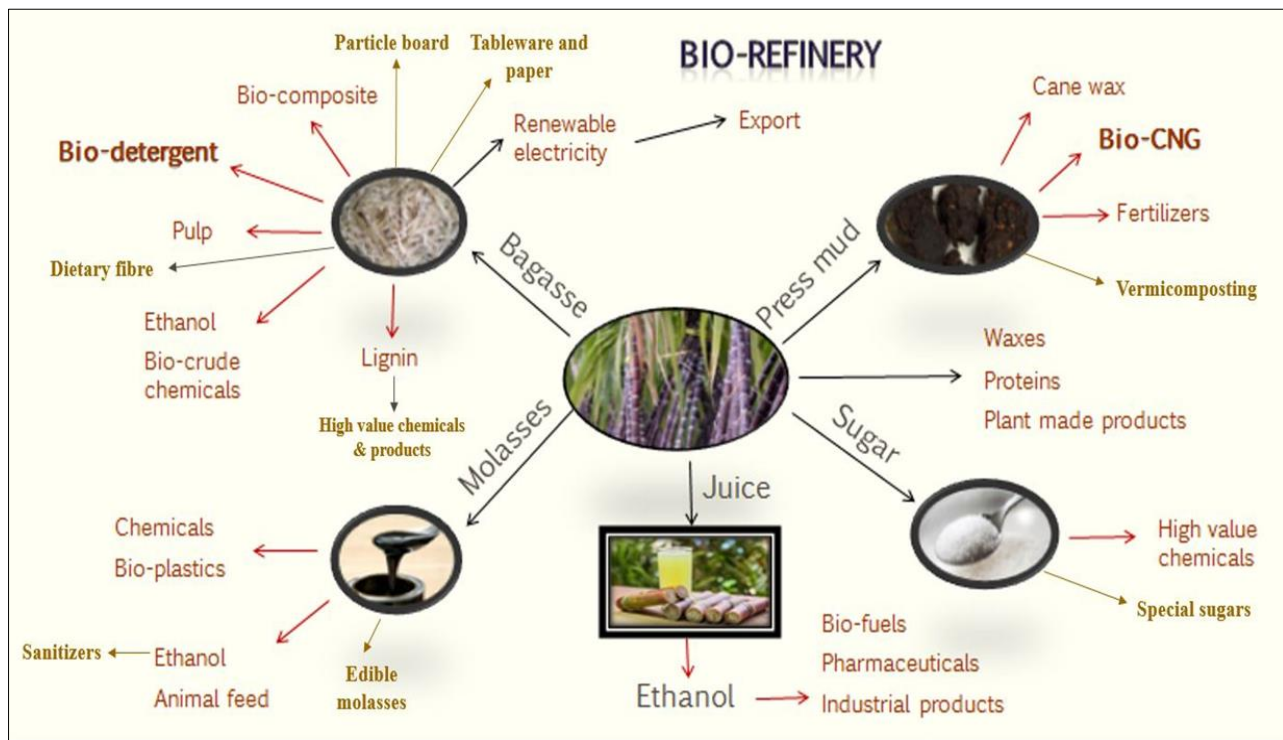 BIO-REFINERY
Particle board
Tableware and
paper
Bio-composite
Renewable
electricity
Export
Bio-detergent
Pulp
Dietary fibre
Ethanol
Bio-crude
chemicals
Lignin
High value chemicals
& products
Bagasse
Press mud
Cane wax
Bio-CNG
Fertilizers
Vermicomposting
Waxes
Proteins
Plant made products
Molasses
Chemicals
Bio-plastics
Sanitizers
Ethanol
Animal feed
Edible
molasses
Juice
Ethanol
Bio-fuels
Pharmaceuticals
Industrial products
Sugar
High value
chemicals
Special sugars